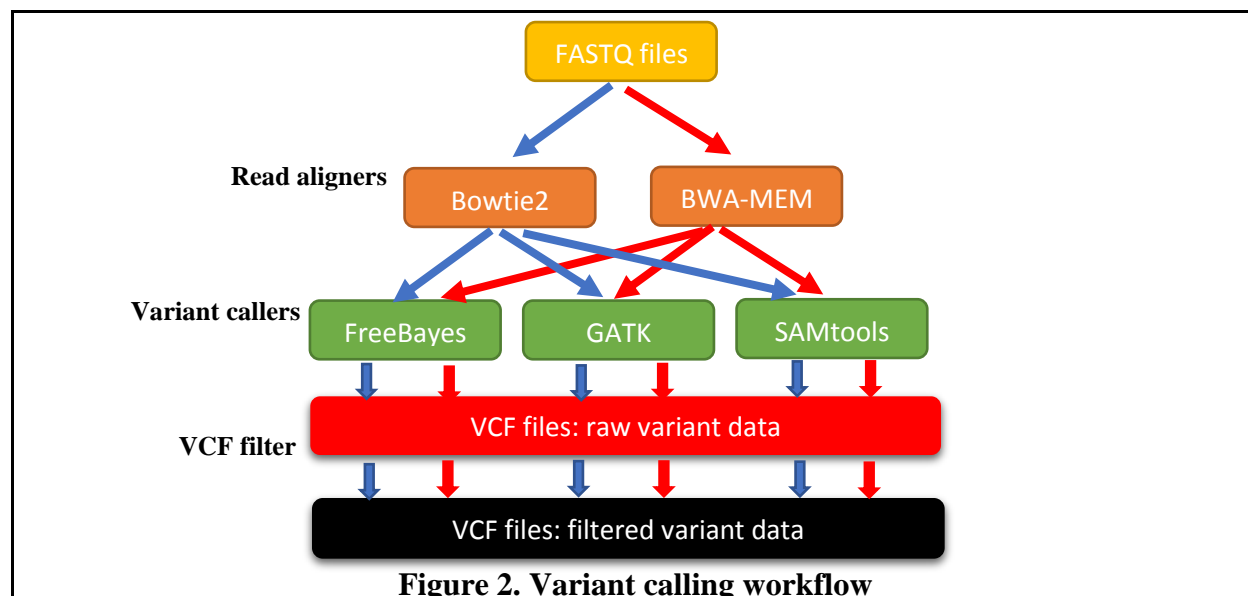 FASTQ files
Read aligners
Bowtie2
BWA-MEM
Variant callers
FreeBayes
GATK
SAMtools
VCF files: raw variant data
VCF filter
VCF files: filtered variant data
Figure 2. Variant calling workflow